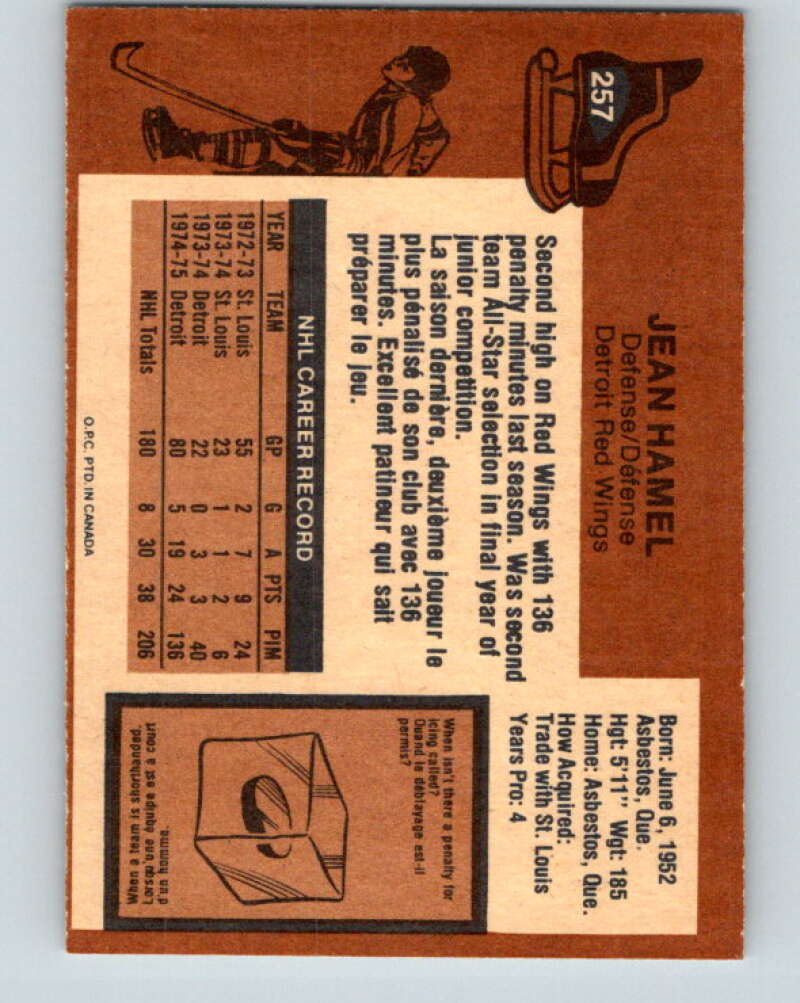 257
JEAN HAMEL
Defense/Défense
Detroit Red Wings
Born: June 6, 1952
Asbestos, Que.
Hgt: 5'11" Wgt: 185
Home: Asbestos, Que.
How Acquired:
Trade with St. Louis
Years Pro: 4
Second high on Red Wings with 136
penalty minutes last season. Was second
team All-Star selection in final year of
junior competition.
La saison dernière, deuxième joueur le
plus pénalisé de son club avec 136
minutes. Excellent patineur qui sait
préparer le jeu.
NHL CAREER RECORD
YEAR TEAM GP G A PTS PIM
1972-73 St. Louis 55 2 7 9 24
1973-74 St. Louis 23 1 1 2 6
1973-74 Detroit 22 0 3 3 40
1974-75 Detroit 80 5 19 24 136
NHL Totals 180 8 30 38 206
When isn't there a penalty for
icing called?
Quand le déblayage est-il
permis?
When a team is shorthanded.
Lorsqu'une équipe a court
d'un homme.
O.P.C. PTD. IN CANADA